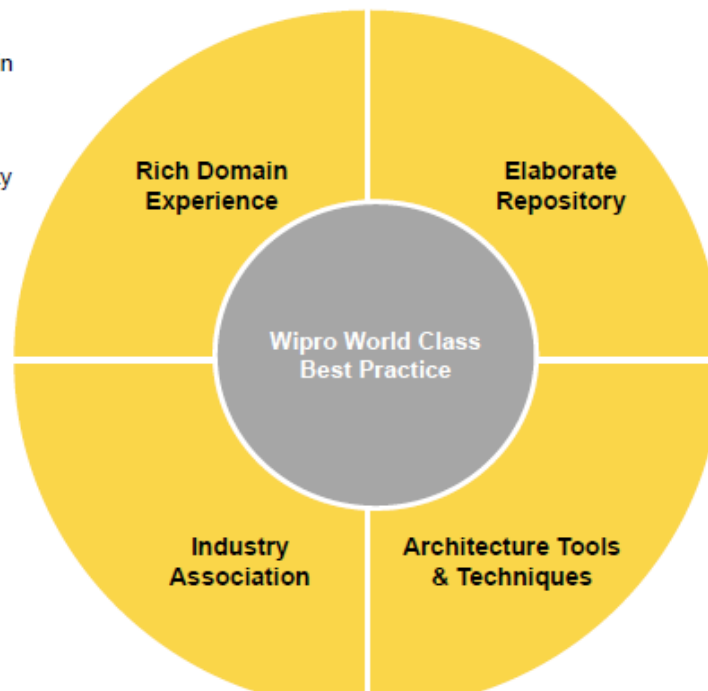 Rich Domain
Experience
Elaborate
Repository
Wipro World Class
Best Practice
Industry
Association
Architecture Tools
& Techniques